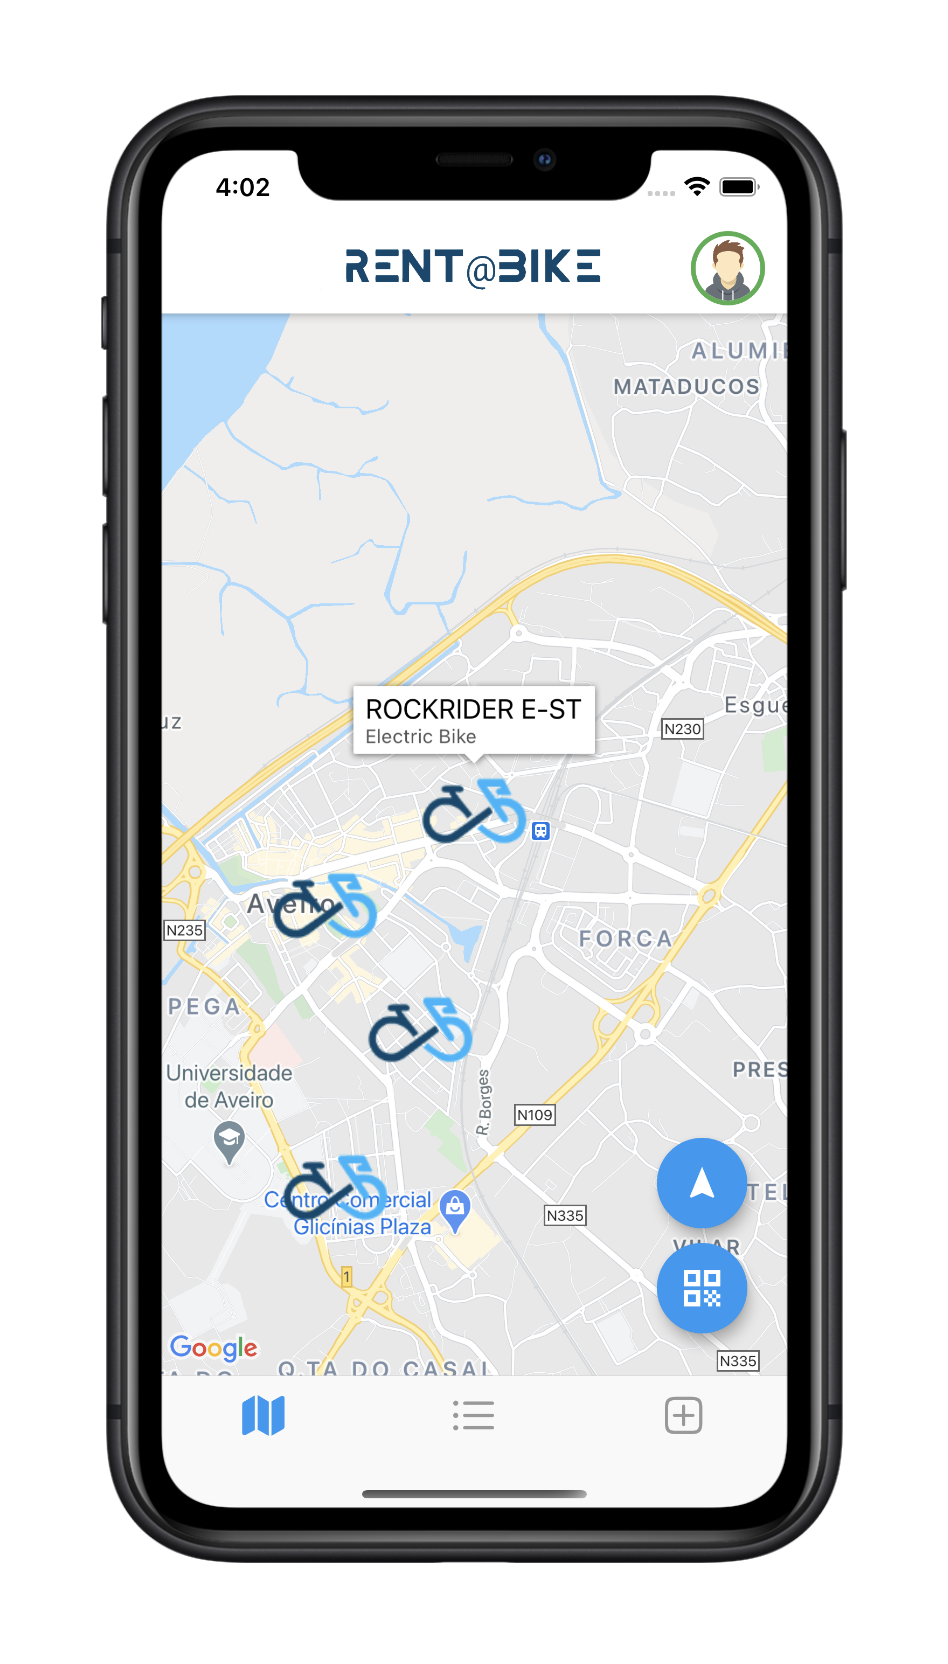 4:02
RENT@BIKE
ALUMI
MATADUCOS
ROCKRIDER E-ST
Electric Bike
Esgue
uz
N230
Aveiro
N235
FORCA
PEGA
Universidade
de Aveiro
PRES
R. Borges
N109
Centro Comercial
Glicínias Plaza
TEL
N335
VILAR
1
Google
N335
Q.TA DO CASAL